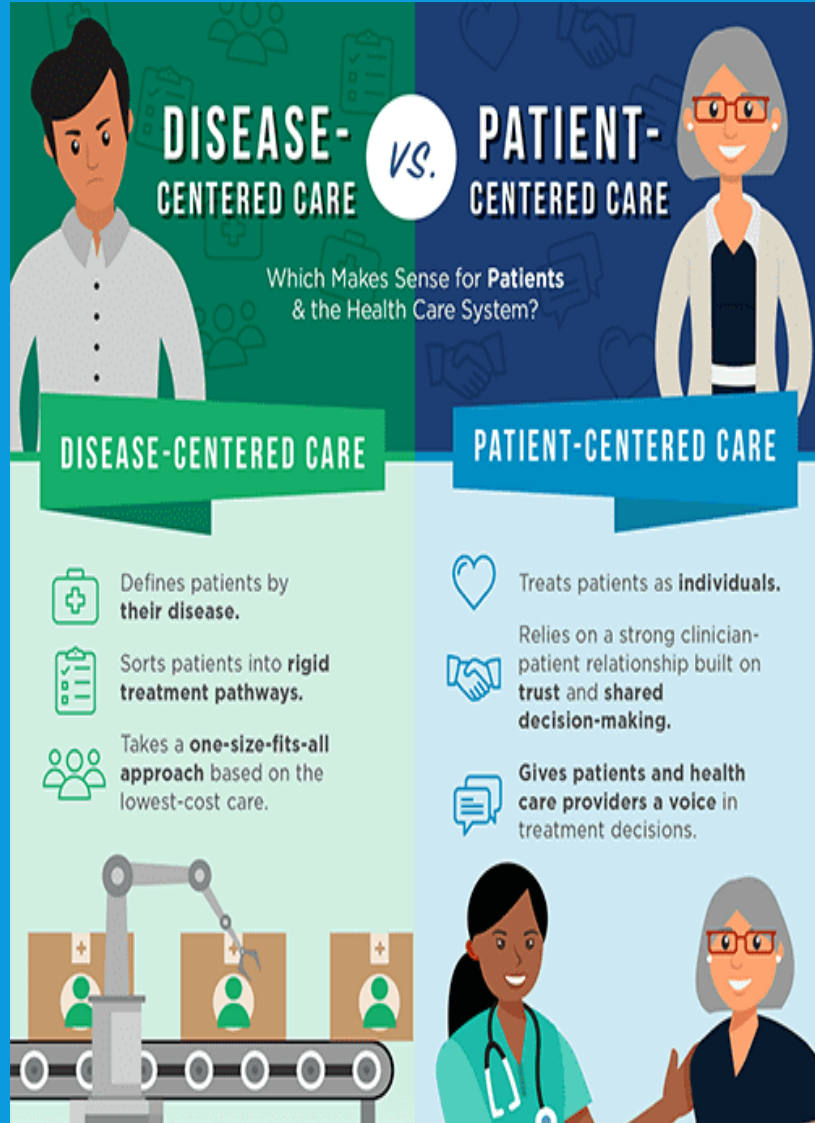 DISEASE-
CENTERED CARE
VS.
PATIENT-
CENTERED CARE
Which Makes Sense for Patients
& the Health Care System?
DISEASE-CENTERED CARE
Defines patients by
their disease.
Sorts patients into rigid
treatment pathways.
Takes a one-size-fits-all
approach based on the
lowest-cost care.
PATIENT-CENTERED CARE
Treats patients as individuals.
Relies on a strong clinician-
patient relationship built on
trust and shared
decision-making.
Gives patients and health
care providers a voice in
treatment decisions.